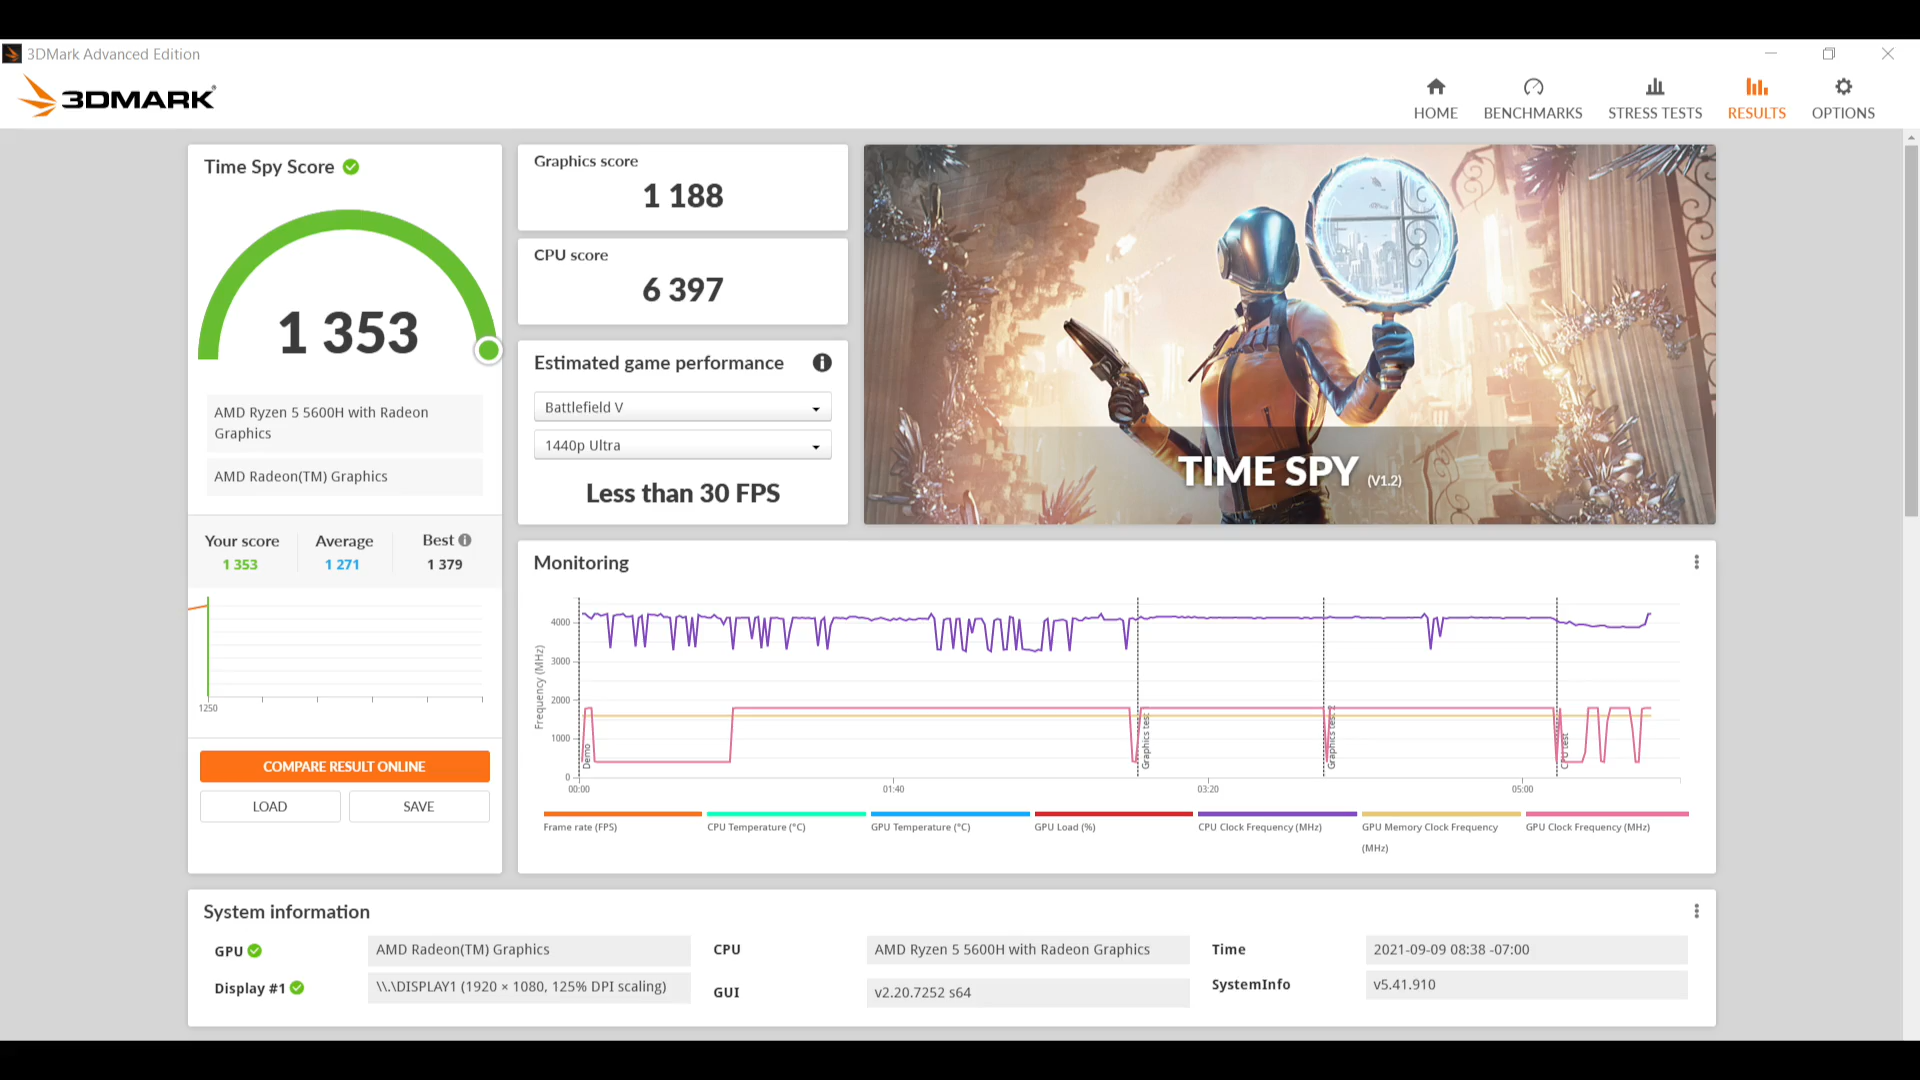 3DMark Advanced Edition
3DMARK
HOME
BENCHMARKS
STRESS TESTS
RESULTS
OPTIONS
Time Spy Score
1 353
AMD Ryzen 5 5600H with Radeon
Graphics
AMD Radeon(TM) Graphics
Your score
Average
Best
1 353
1 271
1 379
1250
COMPARE RESULT ONLINE
LOAD
SAVE
Graphics score
1 188
CPU score
6 397
Estimated game performance
Battlefield V
1440p Ultra
Less than 30 FPS
TIME SPY (V1.2)
Monitoring
Frequency (MHz)
4000
3000
2000
1000
0
Demo
Graphics test
Graphics test 2
CPU test
00:00
01:40
03:20
05:00
Frame rate (FPS)
CPU Temperature (°C)
GPU Temperature (°C)
GPU Load (%)
CPU Clock Frequency (MHz)
GPU Memory Clock Frequency
(MHz)
GPU Clock Frequency (MHz)
System information
GPU
AMD Radeon(TM) Graphics
CPU
AMD Ryzen 5 5600H with Radeon Graphics
Time
2021-09-09 08:38 -07:00
Display #1
\\.\DISPLAY1 (1920 × 1080, 125% DPI scaling)
GUI
v2.20.7252 s64
SystemInfo
v5.41.910